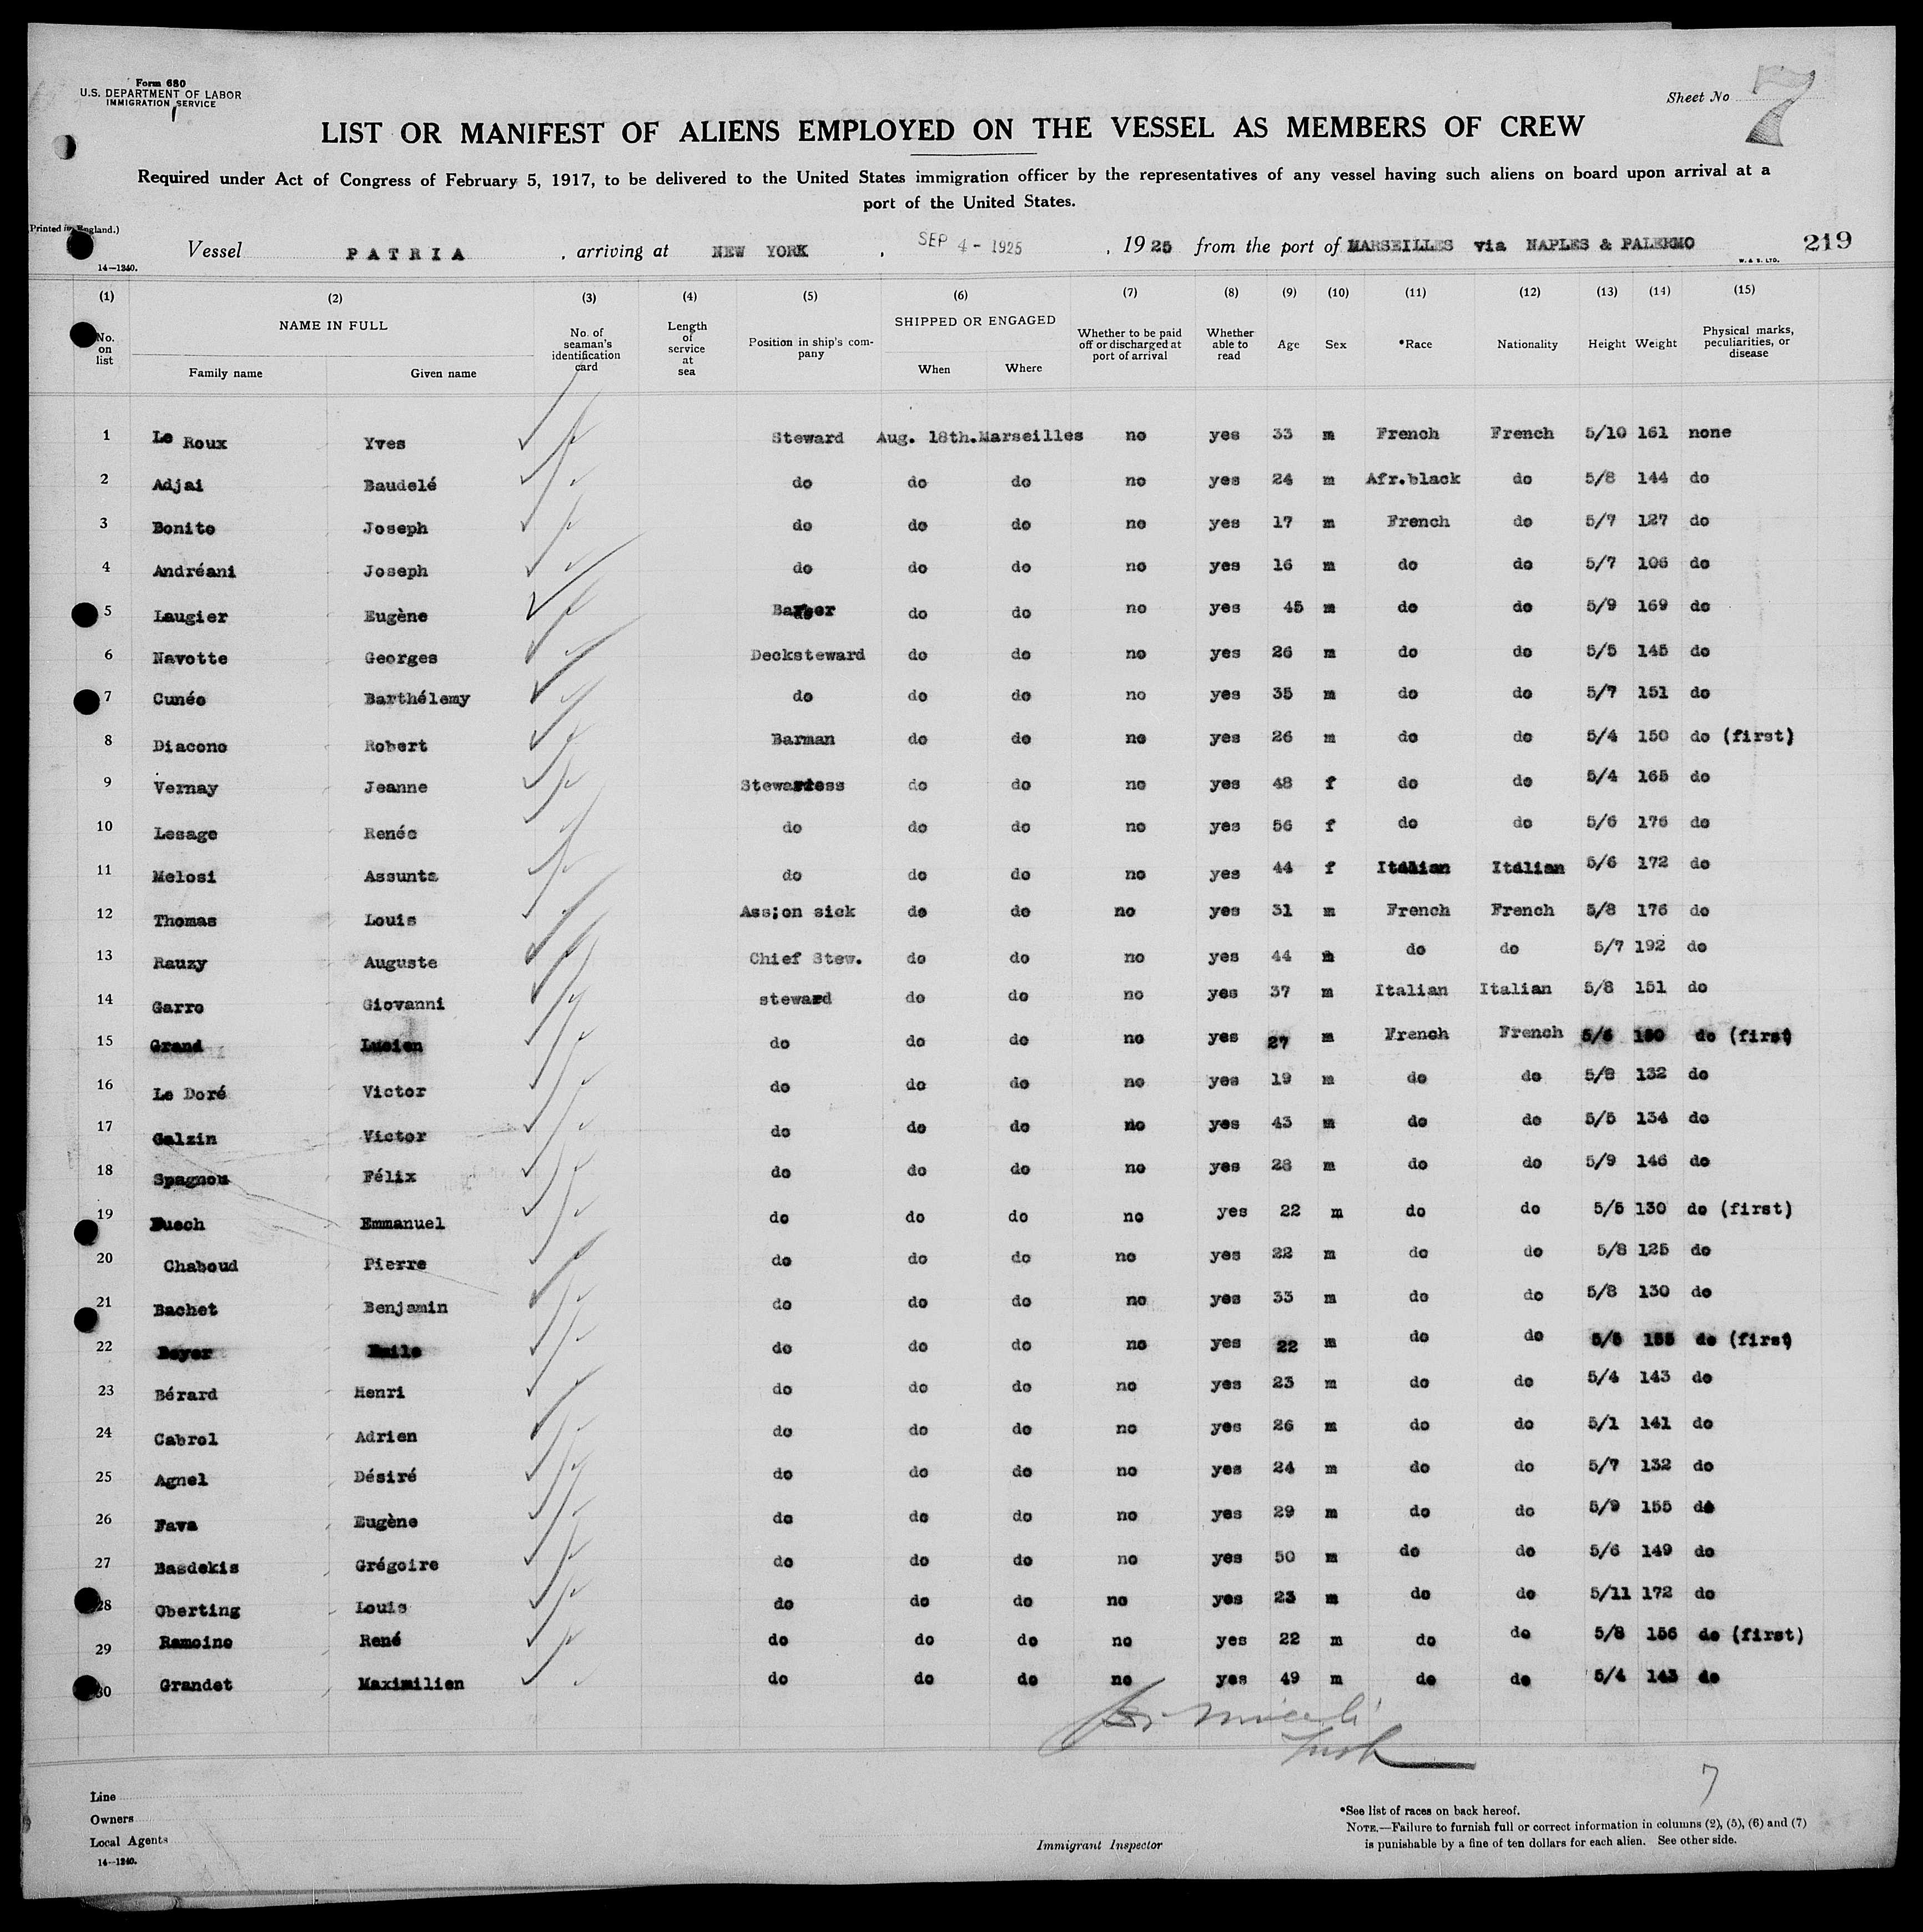 Form 680
U.S. DEPARTMENT OF LABOR
IMMIGRATION SERVICE
Sheet No 7
LIST OR MANIFEST OF ALIENS EMPLOYED ON THE VESSEL AS MEMBERS OF CREW
Required under Act of Congress of February 5, 1917, to be delivered to the United States immigration officer by the representatives of any vessel having such aliens on board upon arrival at a
port of the United States.
(Printed in England.)
Vessel PATRIA , arriving at NEW YORK , SEP 4 - 1925 , 1925 from the port of MARSEILLES via NAPLES & PALERMO 219
14—1240. W. & S. LTD.
(1) (2) (3) (4) (5) (6) (7) (8) (9) (10) (11) (12) (13) (14) (15)
No. on list NAME IN FULL Family name Given name No. of seaman's identification card Length of service at sea Position in ship's company SHIPPED OR ENGAGED When Where Whether to be paid off or discharged at port of arrival Whether able to read Age Sex *Race Nationality Height Weight Physical marks, peculiarities, or disease
1 Le Roux Yves Steward Aug. 18th. Marseilles no yes 33 m French French 5/10 161 none
2 Adjai Baudelé do do do no yes 24 m Afr.black do 5/8 144 do
3 Bonito Joseph do do do no yes 17 m French do 5/7 127 do
4 Andréani Joseph do do do no yes 16 m do do 5/7 106 do
5 Laugier Eugène Barber do do no yes 45 m do do 5/9 169 do
6 Navotte Georges Decksteward do do no yes 26 m do do 5/5 145 do
7 Cunéo Barthélemy do do do no yes 35 m do do 5/7 151 do
8 Diacono Robert Barman do do no yes 26 m do do 5/4 150 do (first)
9 Vernay Jeanne Stewardess do do no yes 48 f do do 5/4 165 do
10 Lesage Renée do do do no yes 56 f do do 5/6 176 do
11 Melosi Assunta do do do no yes 44 f Italian Italian 5/6 172 do
12 Thomas Louis Ass;on sick do do no yes 31 m French French 5/8 176 do
13 Rauzy Auguste Chief Stew. do do no yes 44 m do do 5/7 192 do
14 Garro Giovanni steward do do no yes 37 m Italian Italian 5/8 151 do
15 Grand Lucien do do do no yes 27 m French French 5/6 do (first)
16 Le Doré Victor do do do no yes 19 m do do 5/8 132 do
17 Galzin Victor do do do no yes 43 m do do 5/5 134 do
18 Spagnou Félix do do do no yes 28 m do do 5/9 146 do
19 Emmanuel do do do no yes 22 m do do 5/5 130 do (first)
20 Chaboud Pierre do do do no yes 22 m do do 5/8 125 do
21 Bachet Benjamin do do do no yes 33 m do do 5/8 130 do
22 Boyer Emile do do do no yes 22 m do do 5/5 155 do (first)
23 Bérard Henri do do do no yes 23 m do do 5/4 143 do
24 Cabrol Adrien do do do no yes 26 m do do 5/1 141 do
25 Agnel Désiré do do do no yes 24 m do do 5/7 132 do
26 Fava Eugène do do do no yes 29 m do do 5/9 155 do
27 Basdekis Grégoire do do do no yes 50 m do do 5/6 149 do
28 Oberting Louis do do do no yes 23 m do do 5/11 172 do
29 Ramoino René do do do no yes 22 m do do 5/8 156 do (first)
30 Grandet Maximilien do do do no yes 49 m do do 5/4 143 do
7
Line
Owners
Local Agents
14—1240.
Immigrant Inspector
*See list of races on back hereof.
NOTE.—Failure to furnish full or correct information in columns (2), (5), (6) and (7)
is punishable by a fine of ten dollars for each alien. See other side.